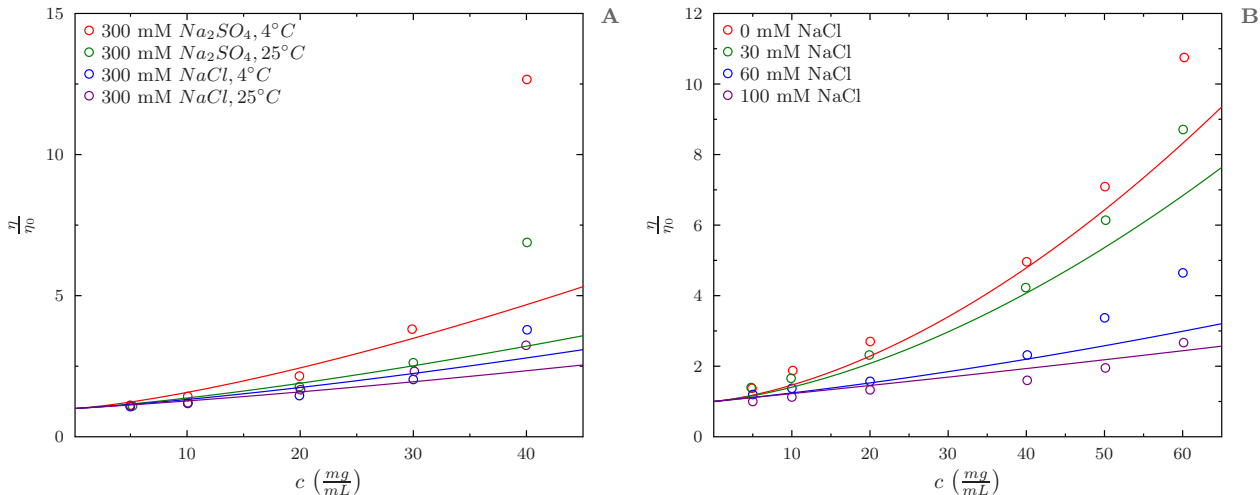 A
15
10
5
0
300 mM Na₂SO₄, 4°C
300 mM Na₂SO₄, 25°C
300 mM NaCl, 4°C
300 mM NaCl, 25°C
η/η₀
10 20 30 40
c (mg/mL)
B
12
10
8
6
4
2
0
0 mM NaCl
30 mM NaCl
60 mM NaCl
100 mM NaCl
η/η₀
10 20 30 40 50 60
c (mg/mL)